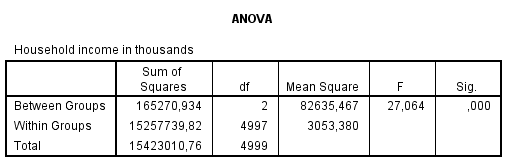 ANOVA
Household income in thousands
Sum of Squares df Mean Square F Sig.
Between Groups 165270,934 2 82635,467 27,064 ,000
Within Groups 15257739,82 4997 3053,380
Total 15423010,76 4999